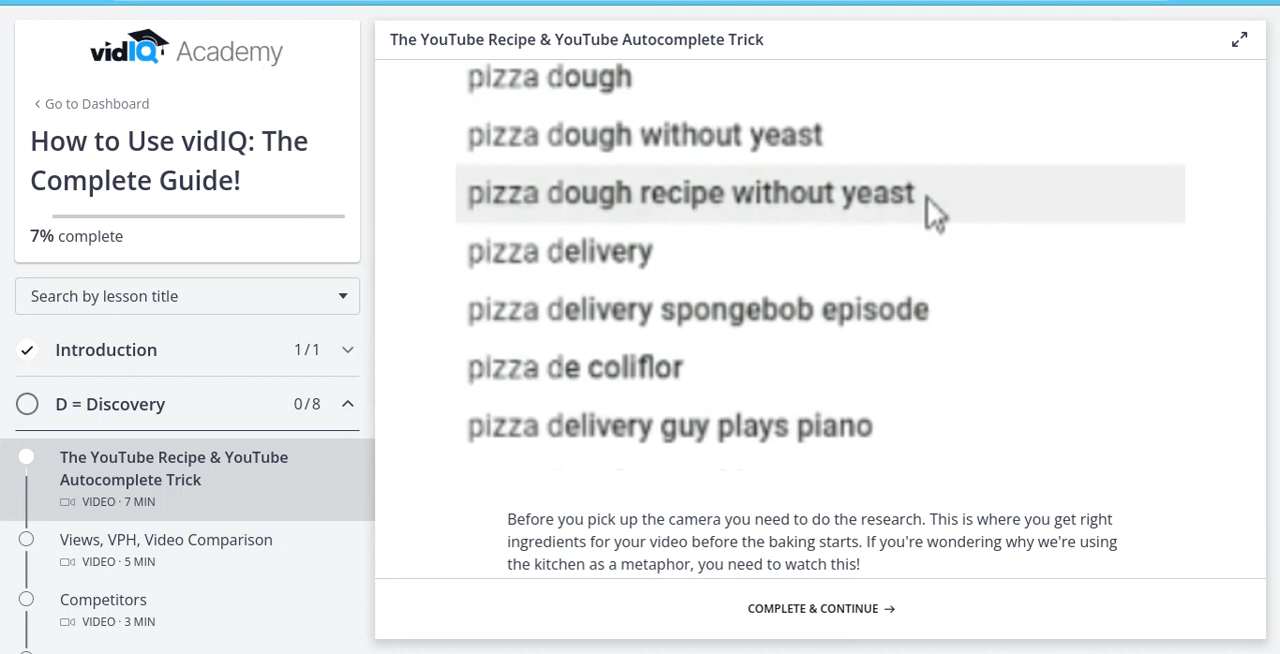 vidIQ Academy
Go to Dashboard
How to Use vidIQ: The
Complete Guide!
7% complete
Search by lesson title
Introduction 1/1
D = Discovery 0/8
The YouTube Recipe & YouTube
Autocomplete Trick
VIDEO · 7 MIN
Views, VPH, Video Comparison
VIDEO · 5 MIN
Competitors
VIDEO · 3 MIN
The YouTube Recipe & YouTube Autocomplete Trick
pizza dough
pizza dough without yeast
pizza dough recipe without yeast
pizza delivery
pizza delivery spongebob episode
pizza de coliflor
pizza delivery guy plays piano
Before you pick up the camera you need to do the research. This is where you get right
ingredients for your video before the baking starts. If you're wondering why we're using
the kitchen as a metaphor, you need to watch this!
COMPLETE & CONTINUE →